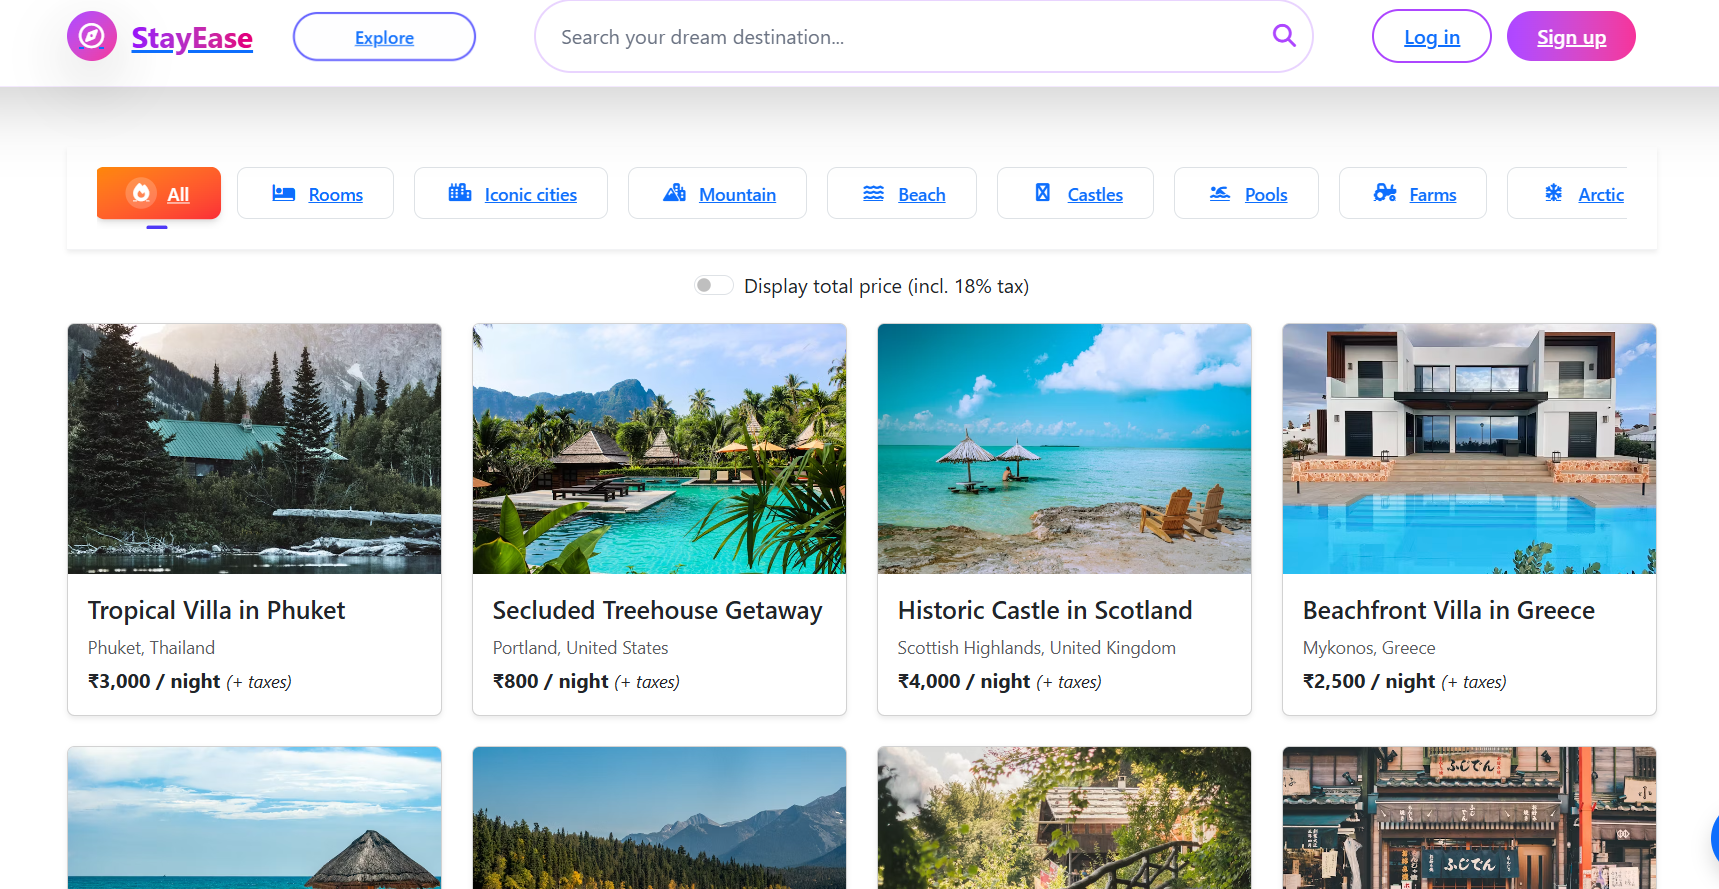 StayEase
Explore
Search your dream destination...
Log in
Sign up
All
Rooms
Iconic cities
Mountain
Beach
Castles
Pools
Farms
Arctic
Display total price (incl. 18% tax)
Tropical Villa in Phuket
Phuket, Thailand
₹3,000 / night (+ taxes)
Secluded Treehouse Getaway
Portland, United States
₹800 / night (+ taxes)
Historic Castle in Scotland
Scottish Highlands, United Kingdom
₹4,000 / night (+ taxes)
Beachfront Villa in Greece
Mykonos, Greece
₹2,500 / night (+ taxes)
ふじでん
ふじでん